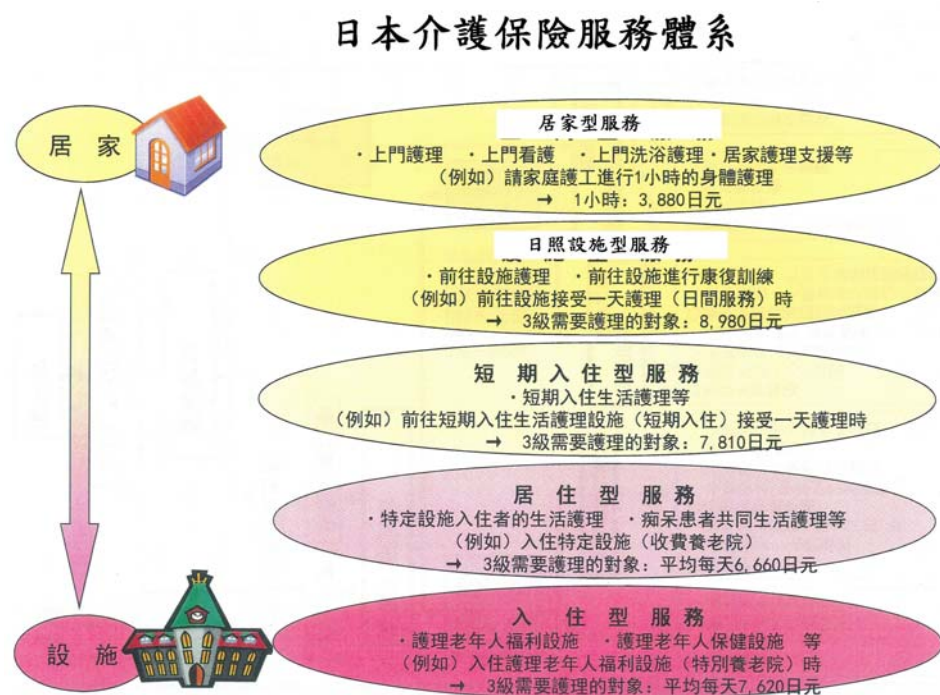 日本介護保險服務體系
居家
居家型服務
・上門護理 ・上門看護 ・上門洗浴護理・居家護理支援等
（例如）請家庭護工進行1小時的身體護理
→ 1小時：3,880日元
日照設施型服務
・前往設施護理 ・前往設施進行康復訓練
（例如）前往設施接受一天護理（日間服務）時
→ 3級需要護理的對象：8,980日元
短期入住型服務
・短期入住生活護理等
（例如）前往短期入住生活護理設施（短期入住）接受一天護理時
→ 3級需要護理的對象：7,810日元
居住型服務
・特定設施入住者的生活護理 ・痴呆患者共同生活護理等
（例如）入住特定設施（收費養老院）
→ 3級需要護理的對象：平均每天6,660日元
設施
入住型服務
・護理老年人福利設施 ・護理老年人保健設施 等
（例如）入住護理老年人福利設施（特別養老院）時
→ 3級需要護理的對象：平均每天7,620日元